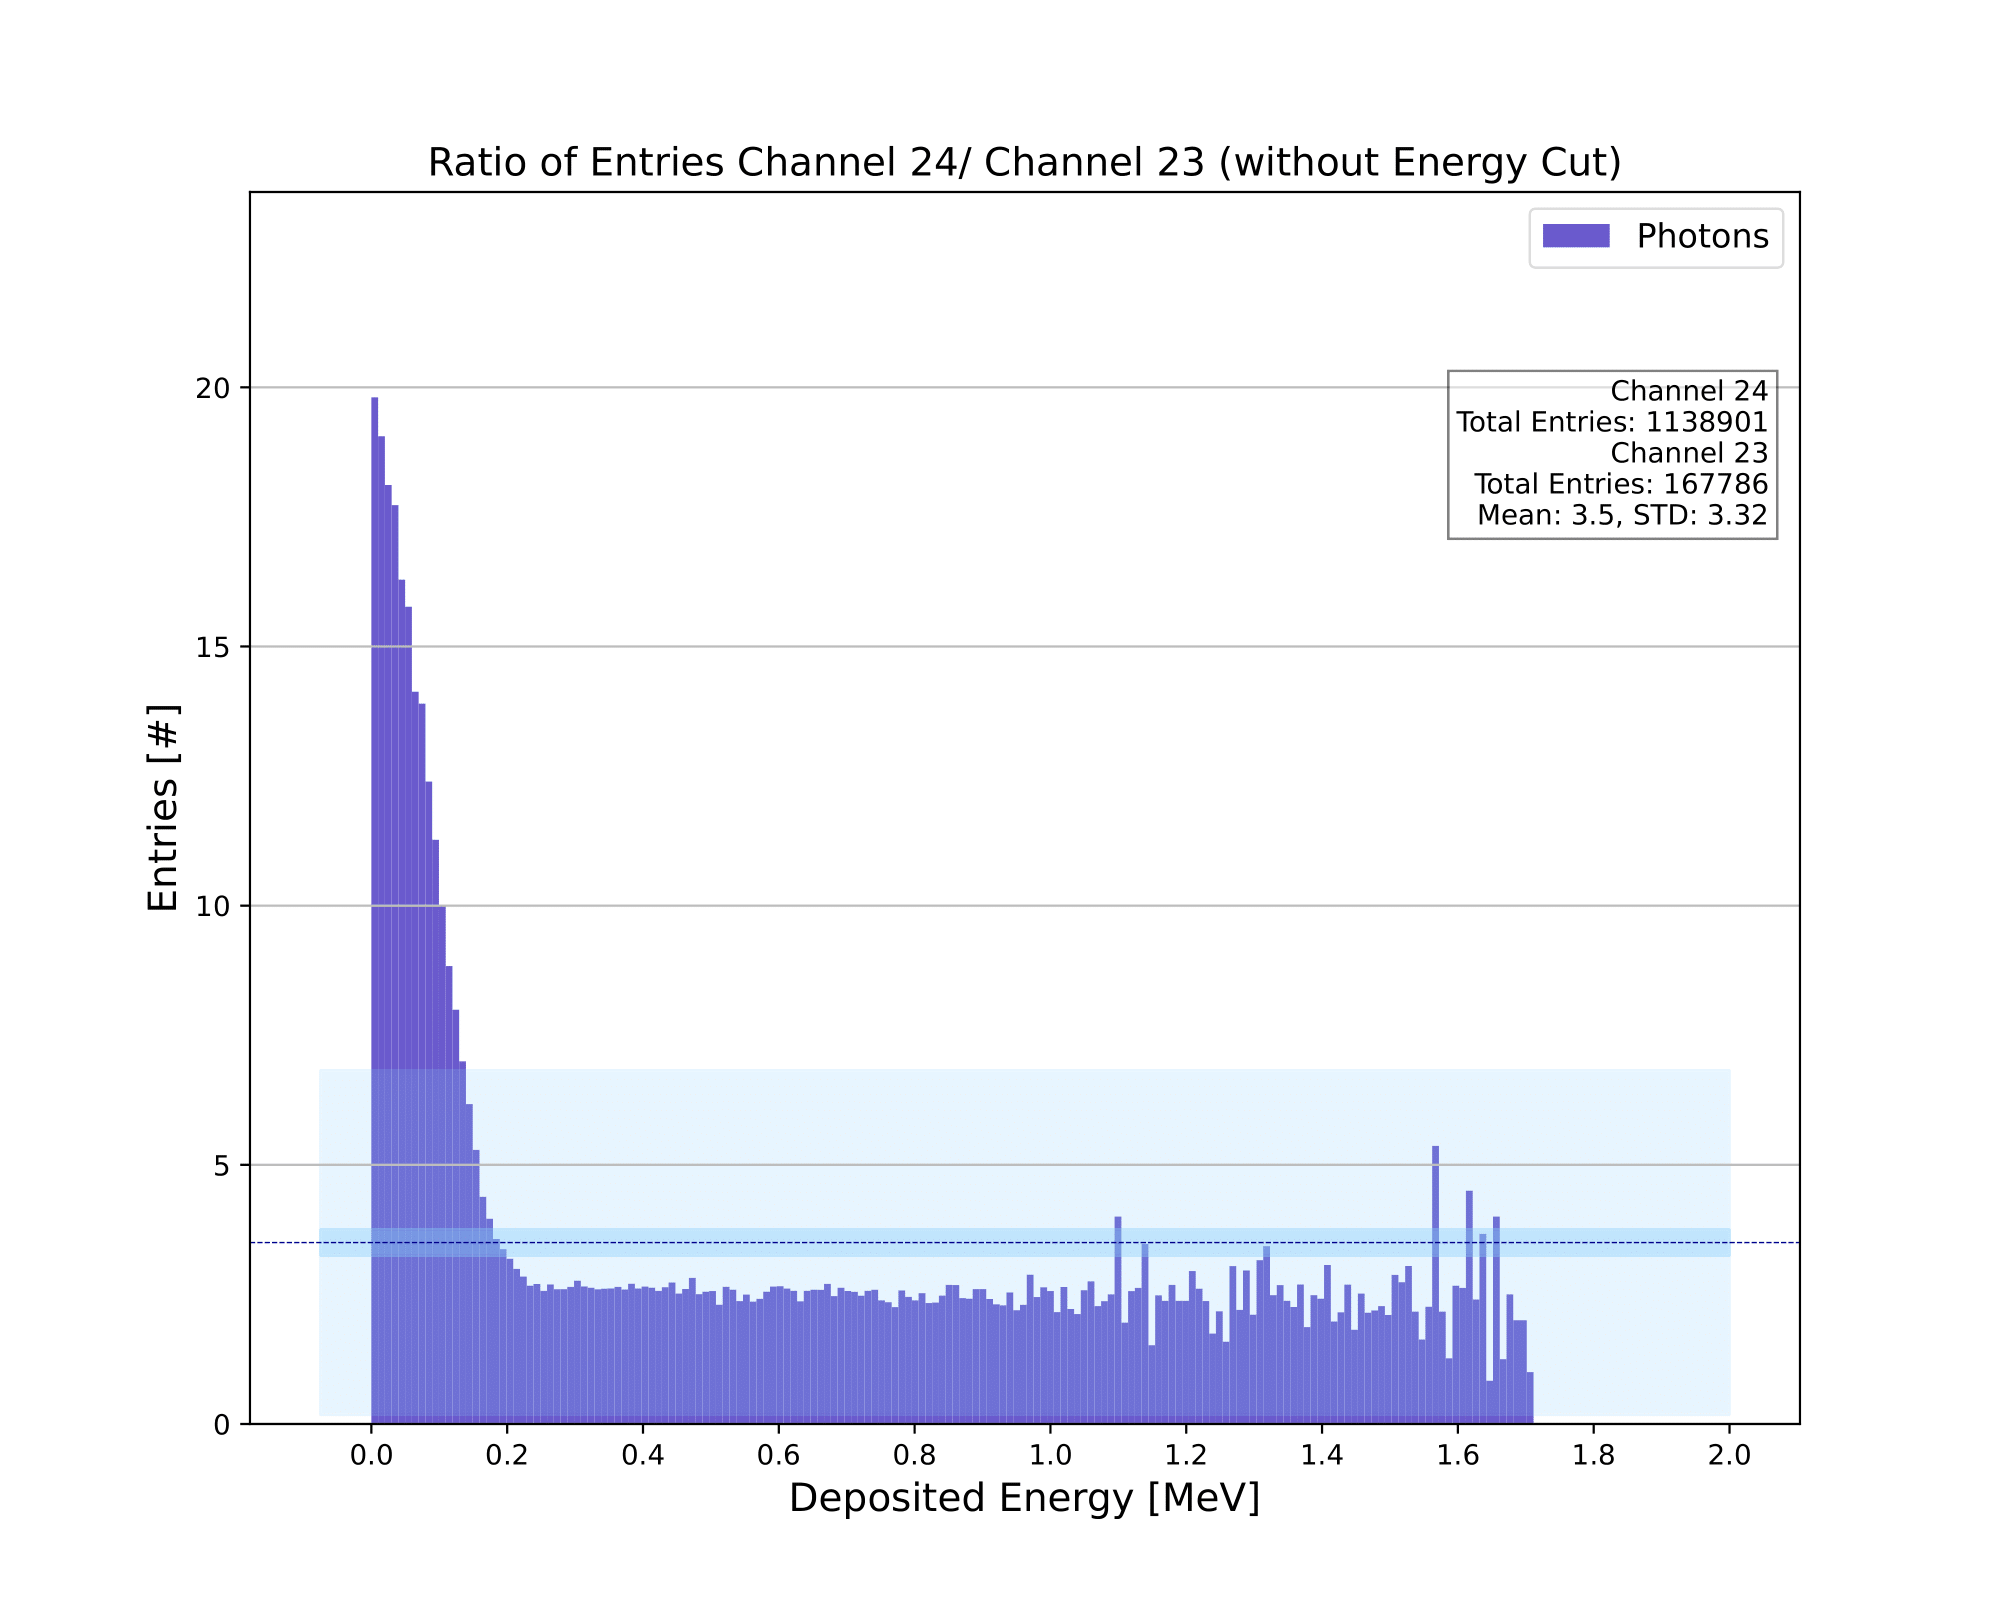 Ratio of Entries Channel 24/ Channel 23 (without Energy Cut)
Photons
Channel 24
Total Entries: 1138901
Channel 23
Total Entries: 167786
Mean: 3.5, STD: 3.32
Entries [#]
20
15
10
5
0
0.0 0.2 0.4 0.6 0.8 1.0 1.2 1.4 1.6 1.8 2.0
Deposited Energy [MeV]